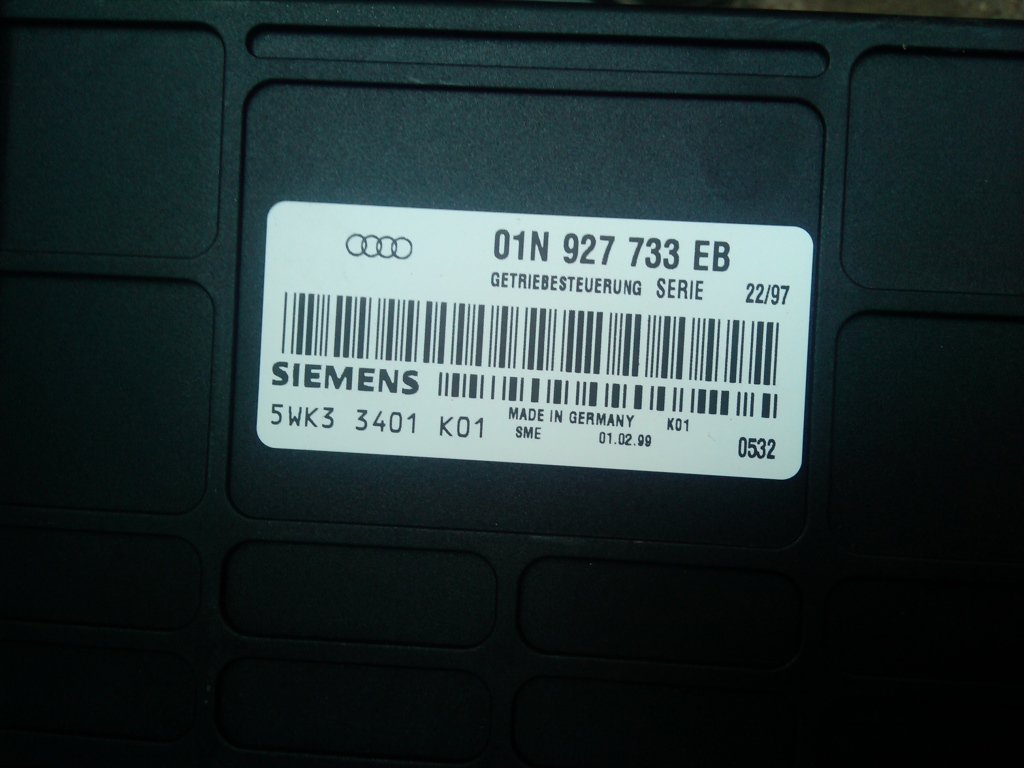 01N 927 733 EB
GETRIEBESTEUERUNG SERIE 22/97
SIEMENS
5WK3 3401 K01
MADE IN GERMANY K01
SME 01.02.99 0532